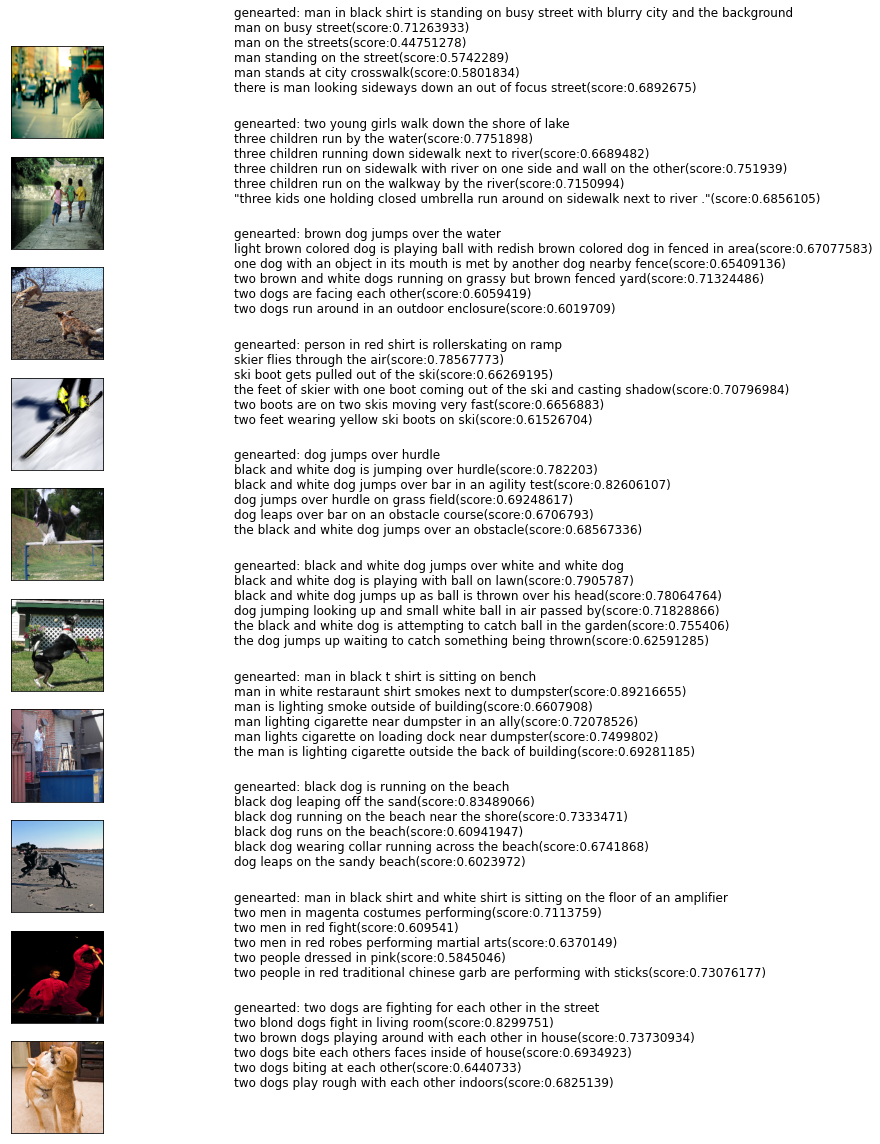 genearted: man in black shirt is standing on busy street with blurry city and the background
man on busy street(score:0.71263933)
man on the streets(score:0.44751278)
man standing on the street(score:0.5742289)
man stands at city crosswalk(score:0.5801834)
there is man looking sideways down an out of focus street(score:0.6892675)
genearted: two young girls walk down the shore of lake
three children run by the water(score:0.7751898)
three children running down sidewalk next to river(score:0.6689482)
three children run on sidewalk with river on one side and wall on the other(score:0.751939)
three children run on the walkway by the river(score:0.7150994)
"three kids one holding closed umbrella run around on sidewalk next to river ."(score:0.6856105)
genearted: brown dog jumps over the water
light brown colored dog is playing ball with redish brown colored dog in fenced in area(score:0.67077583)
one dog with an object in its mouth is met by another dog nearby fence(score:0.65409136)
two brown and white dogs running on grassy but brown fenced yard(score:0.71324486)
two dogs are facing each other(score:0.6059419)
two dogs run around in an outdoor enclosure(score:0.6019709)
genearted: person in red shirt is rollerskating on ramp
skier flies through the air(score:0.78567773)
ski boot gets pulled out of the ski(score:0.66269195)
the feet of skier with one boot coming out of the ski and casting shadow(score:0.70796984)
two boots are on two skis moving very fast(score:0.6656883)
two feet wearing yellow ski boots on ski(score:0.61526704)
genearted: dog jumps over hurdle
black and white dog is jumping over hurdle(score:0.782203)
black and white dog jumps over bar in an agility test(score:0.82606107)
dog jumps over hurdle on grass field(score:0.69248617)
dog leaps over bar on an obstacle course(score:0.6706793)
the black and white dog jumps over an obstacle(score:0.68567336)
genearted: black and white dog jumps over white and white dog
black and white dog is playing with ball on lawn(score:0.7905787)
black and white dog jumps up as ball is thrown over his head(score:0.78064764)
dog jumping looking up and small white ball in air passed by(score:0.71828866)
the black and white dog is attempting to catch ball in the garden(score:0.755406)
the dog jumps up waiting to catch something being thrown(score:0.62591285)
genearted: man in black t shirt is sitting on bench
man in white restaraunt shirt smokes next to dumpster(score:0.89216655)
man is lighting smoke outside of building(score:0.6607908)
man lighting cigarette near dumpster in an ally(score:0.72078526)
man lights cigarette on loading dock near dumpster(score:0.7499802)
the man is lighting cigarette outside the back of building(score:0.69281185)
genearted: black dog is running on the beach
black dog leaping off the sand(score:0.83489066)
black dog running on the beach near the shore(score:0.7333471)
black dog runs on the beach(score:0.60941947)
black dog wearing collar running across the beach(score:0.6741868)
dog leaps on the sandy beach(score:0.6023972)
genearted: man in black shirt and white shirt is sitting on the floor of an amplifier
two men in magenta costumes performing(score:0.7113759)
two men in red fight(score:0.609541)
two men in red robes performing martial arts(score:0.6370149)
two people dressed in pink(score:0.5845046)
two people in red traditional chinese garb are performing with sticks(score:0.73076177)
genearted: two dogs are fighting for each other in the street
two blond dogs fight in living room(score:0.8299751)
two brown dogs playing around with each other in house(score:0.73730934)
two dogs bite each others faces inside of house(score:0.6934923)
two dogs biting at each other(score:0.6440733)
two dogs play rough with each other indoors(score:0.6825139)